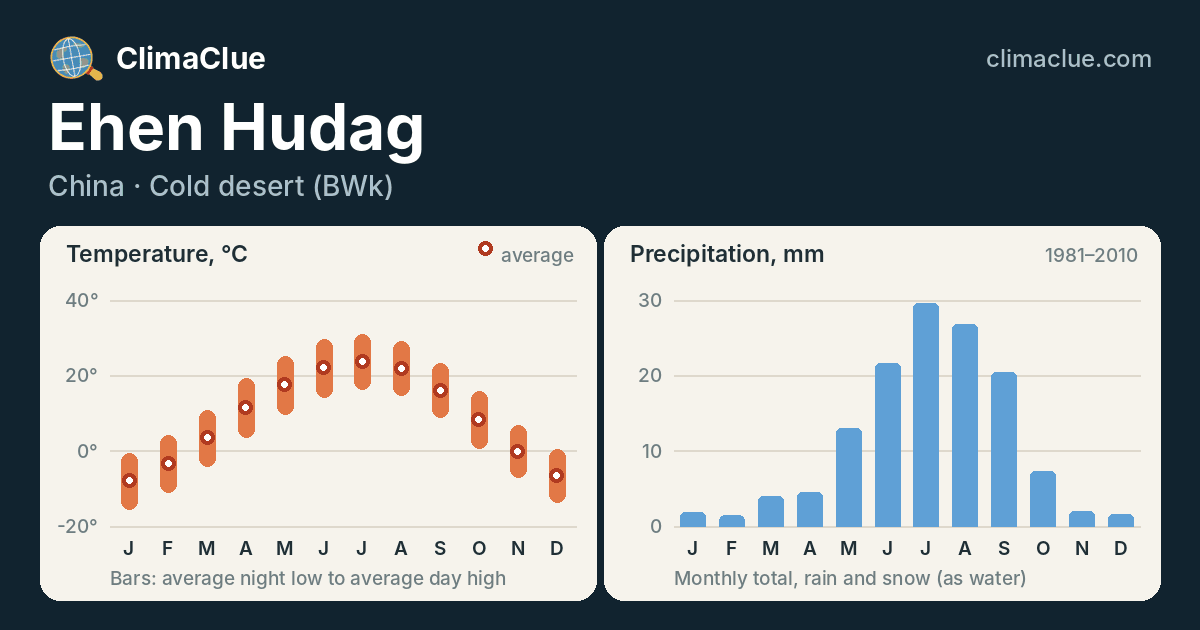 ClimaClue
climaclue.com
Ehen Hudag
China · Cold desert (BWk)
Temperature, °C
average
40°
20°
0°
-20°
J F M A M J J A S O N D
Bars: average night low to average day high
Precipitation, mm
1981–2010
30
20
10
0
J F M A M J J A S O N D
Monthly total, rain and snow (as water)